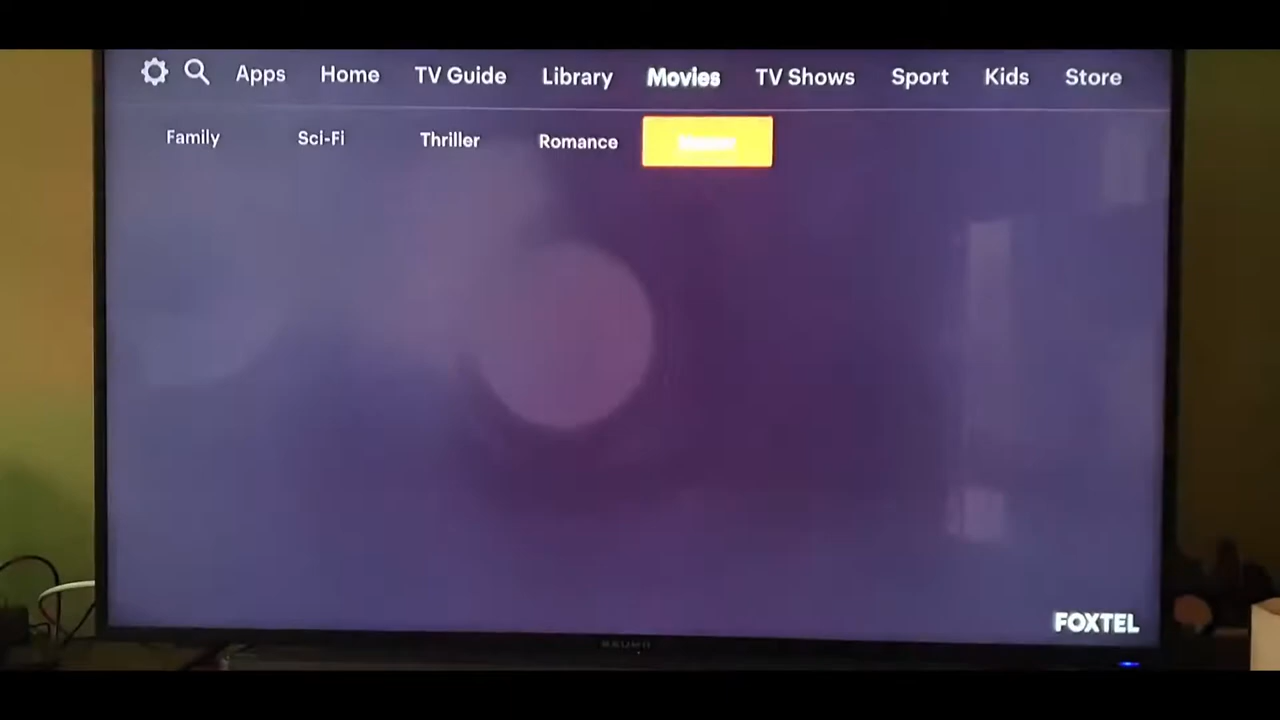 Apps Home TV Guide Library Movies TV Shows Sport Kids Store
Family Sci-Fi Thriller Romance
FOXTEL